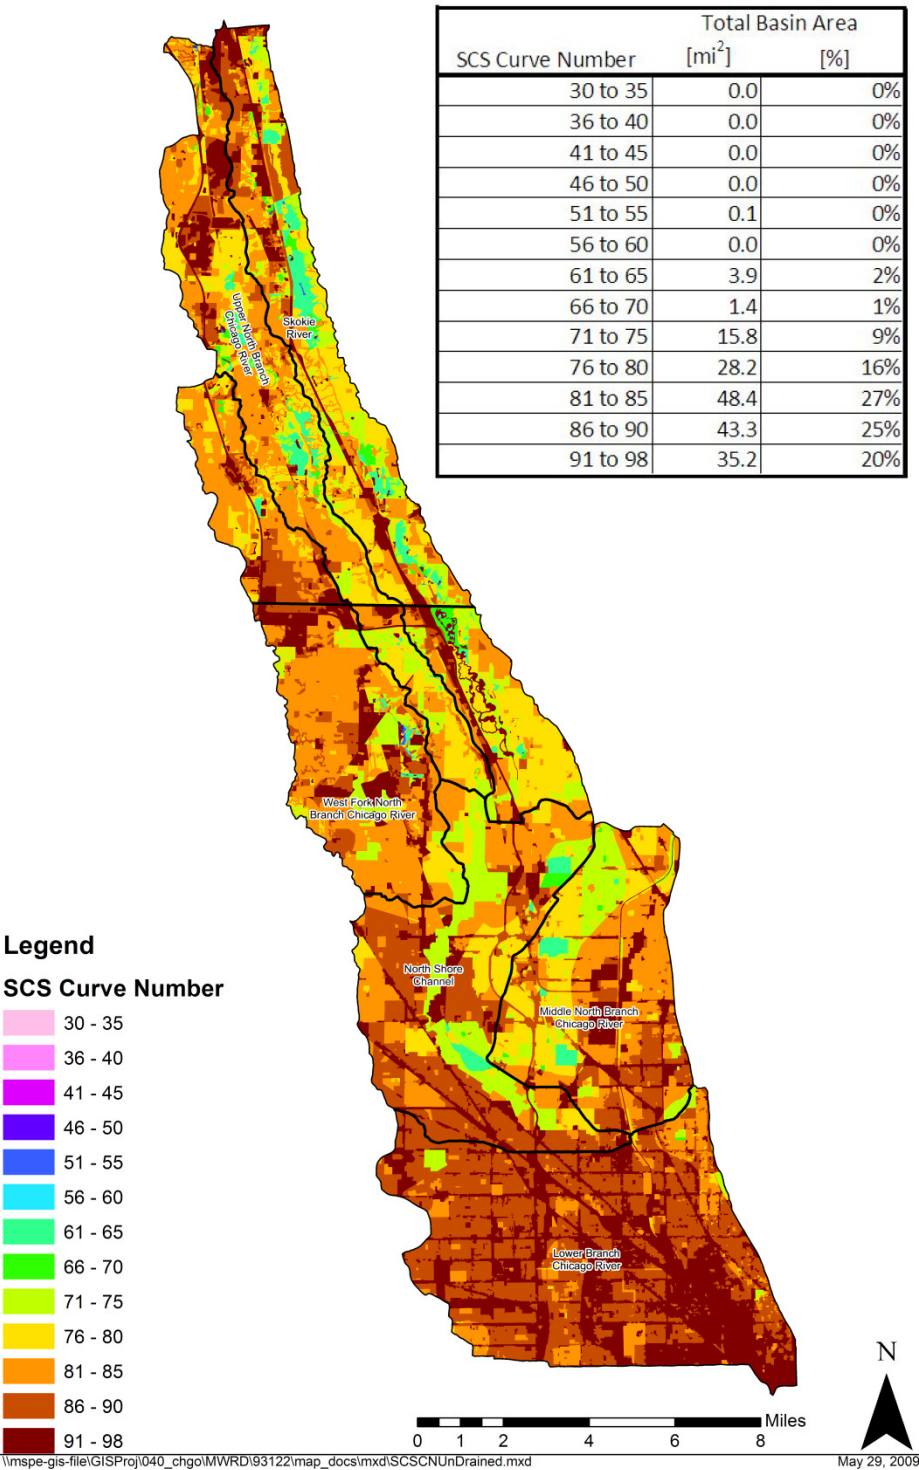 Total Basin Area
SCS Curve Number [mi2] [%]
30 to 35 0.0 0%
36 to 40 0.0 0%
41 to 45 0.0 0%
46 to 50 0.0 0%
51 to 55 0.1 0%
56 to 60 0.0 0%
61 to 65 3.9 2%
66 to 70 1.4 1%
71 to 75 15.8 9%
76 to 80 28.2 16%
81 to 85 48.4 27%
86 to 90 43.3 25%
91 to 98 35.2 20%
Upper North Branch
Chicago River
Skokie
River
West Fork North
Branch Chicago River
North Shore
Channel
Middle North Branch
Chicago River
Lower Branch
Chicago River
Legend
SCS Curve Number
30 - 35
36 - 40
41 - 45
46 - 50
51 - 55
56 - 60
61 - 65
66 - 70
71 - 75
76 - 80
81 - 85
86 - 90
91 - 98
N
Miles
0 1 2 4 6 8
\\mspe-gis-file\GISProj\040_chgo\MWRD\93122\map_docs\mxd\SCSCNUnDrained.mxd
May 29, 2009